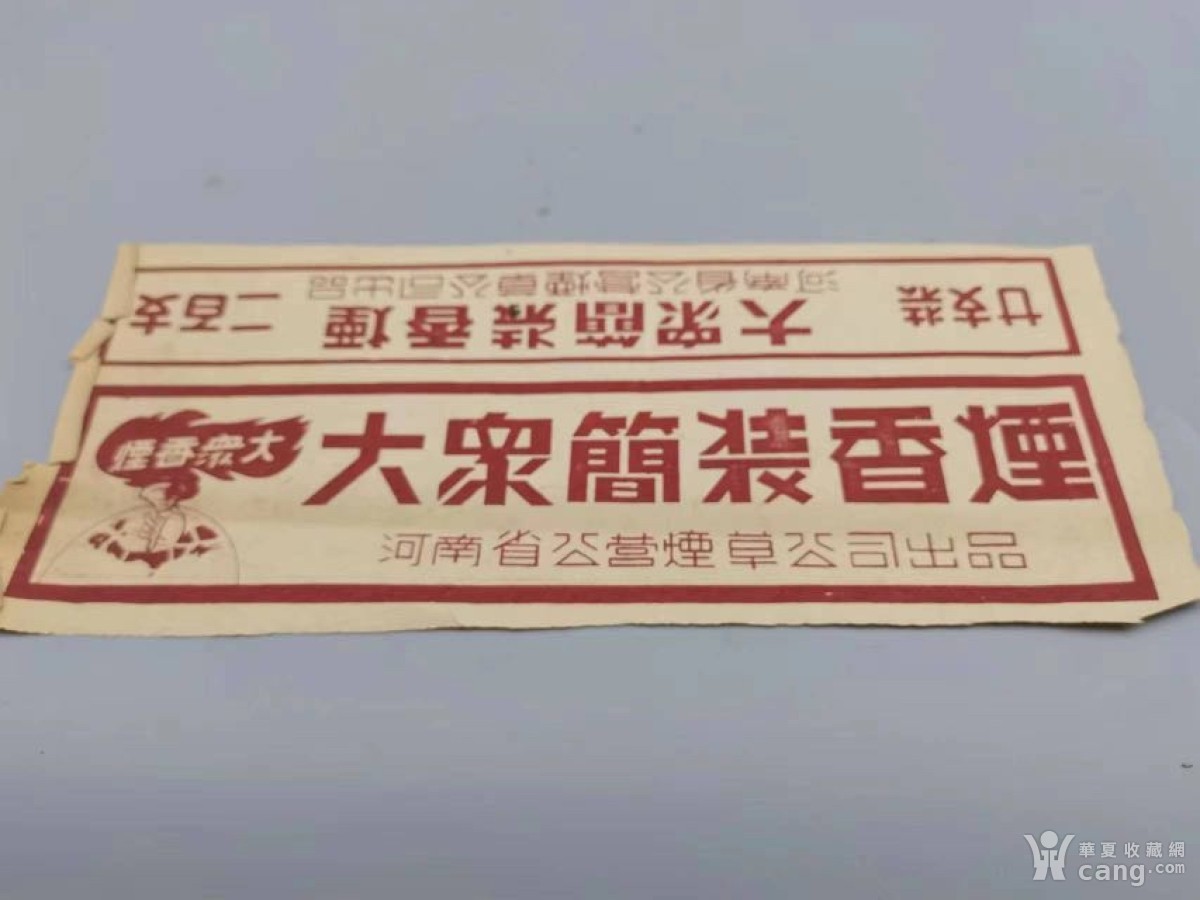 廿支裝
大眾簡裝香煙
河南省公营煙草公司出品
二百支
大眾香煙
大眾簡裝香煙
河南省公营煙草公司出品
華夏收藏網
cang.com